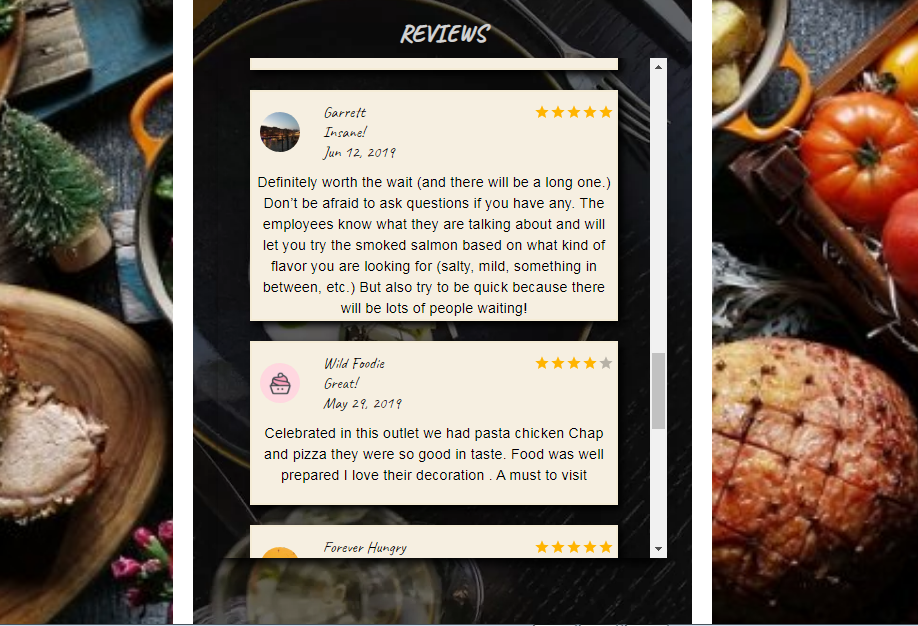 REVIEWS
Garrett
Insane!
Jun 12, 2019
Definitely worth the wait (and there will be a long one.)
Don't be afraid to ask questions if you have any. The
employees know what they are talking about and will
let you try the smoked salmon based on what kind of
flavor you are looking for (salty, mild, something in
between, etc.) But also try to be quick because there
will be lots of people waiting!
Wild Foodie
Great!
May 29, 2019
Celebrated in this outlet we had pasta chicken Chap
and pizza they were so good in taste. Food was well
prepared I love their decoration . A must to visit
Forever Hungry